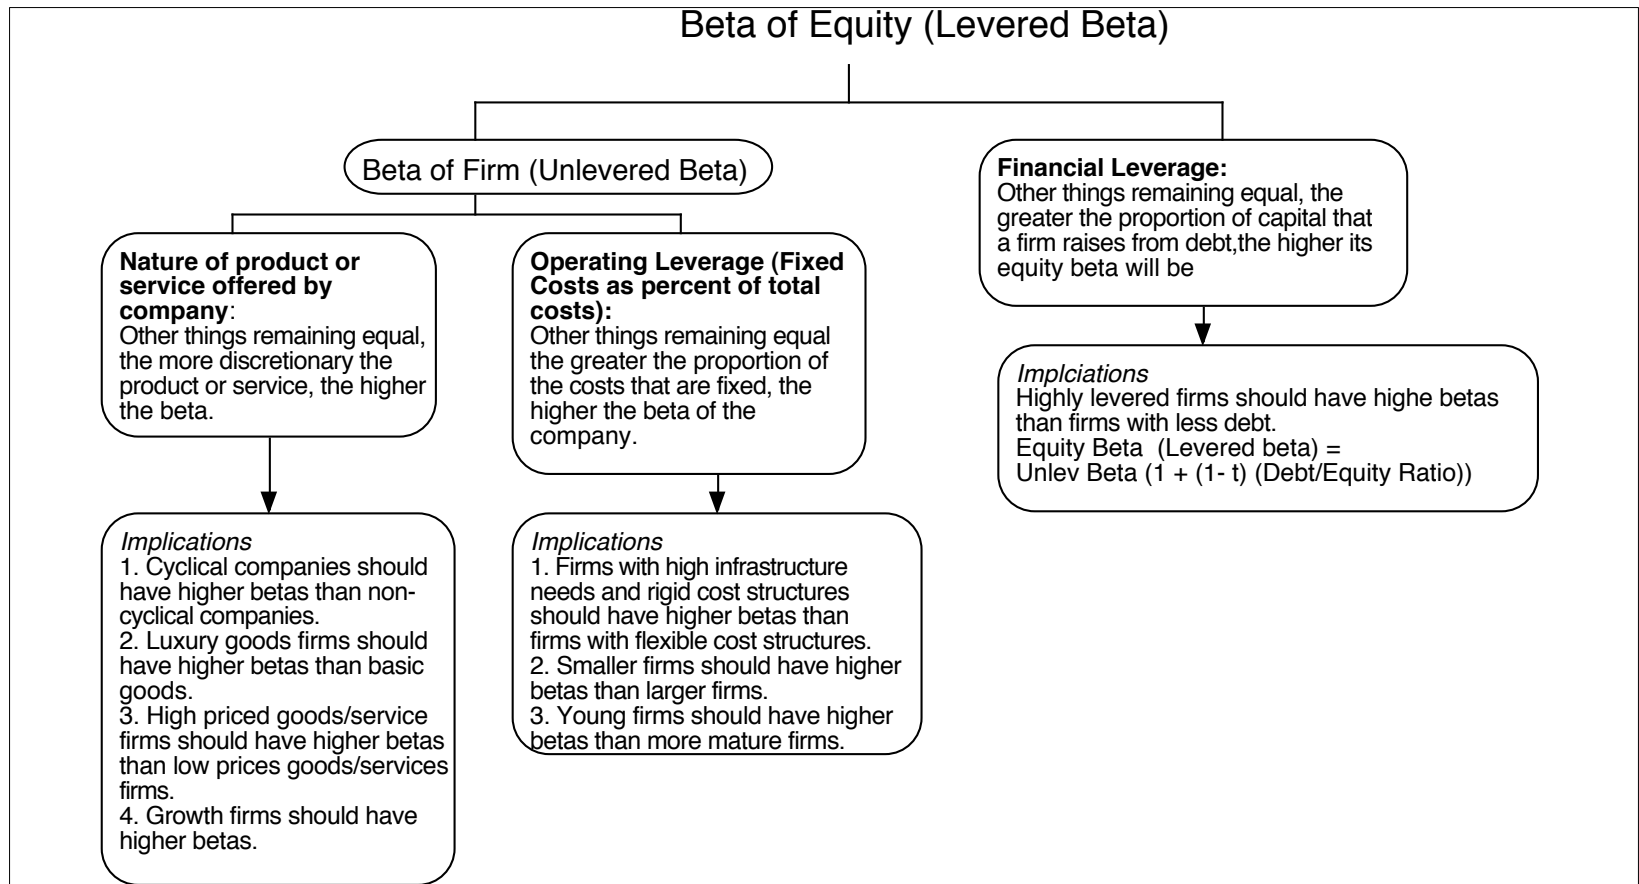 Beta of Equity (Levered Beta)
Beta of Firm (Unlevered Beta)
Nature of product or
service offered by
company:
Other things remaining equal,
the more discretionary the
product or service, the higher
the beta.
Operating Leverage (Fixed
Costs as percent of total
costs):
Other things remaining equal
the greater the proportion of
the costs that are fixed, the
higher the beta of the
company.
Financial Leverage:
Other things remaining equal, the
greater the proportion of capital that
a firm raises from debt,the higher its
equity beta will be
Implciations
Highly levered firms should have highe betas
than firms with less debt.
Equity Beta (Levered beta) =
Unlev Beta (1 + (1- t) (Debt/Equity Ratio))
Implications
1. Cyclical companies should
have higher betas than non-
cyclical companies.
2. Luxury goods firms should
have higher betas than basic
goods.
3. High priced goods/service
firms should have higher betas
than low prices goods/services
firms.
4. Growth firms should have
higher betas.
Implications
1. Firms with high infrastructure
needs and rigid cost structures
should have higher betas than
firms with flexible cost structures.
2. Smaller firms should have higher
betas than larger firms.
3. Young firms should have higher
betas than more mature firms.